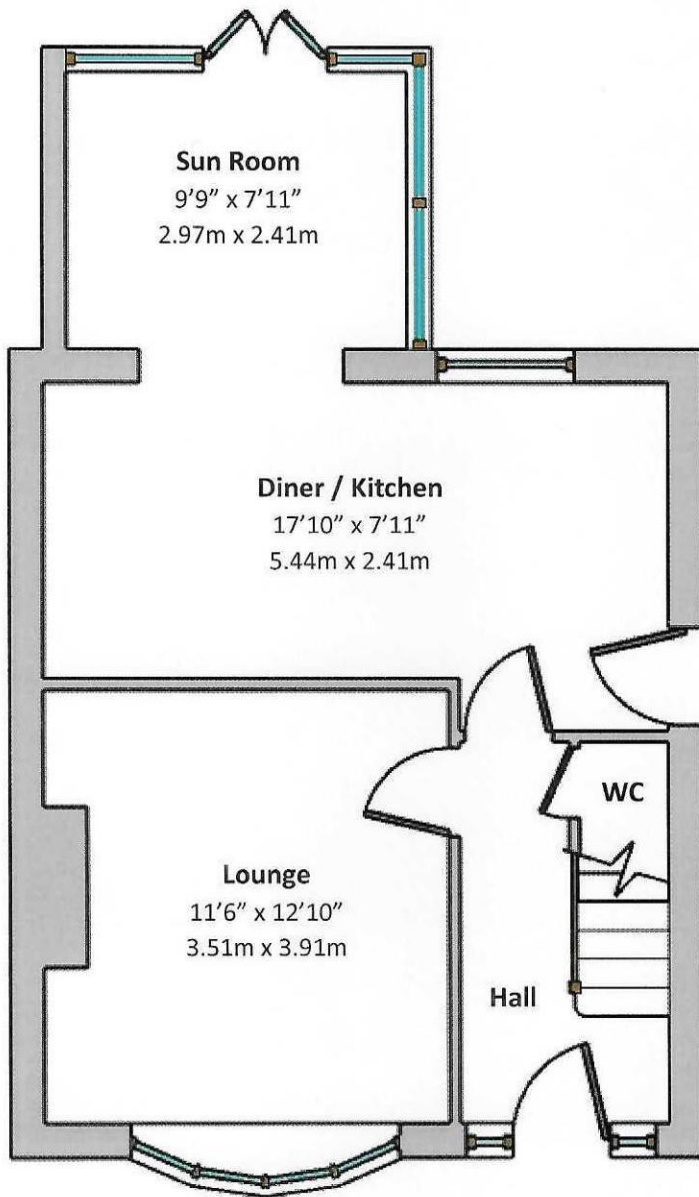 Sun Room
9’9” x 7’11”
2.97m x 2.41m
Diner / Kitchen
17’10” x 7’11”
5.44m x 2.41m
WC
Lounge
11’6” x 12’10”
3.51m x 3.91m
Hall